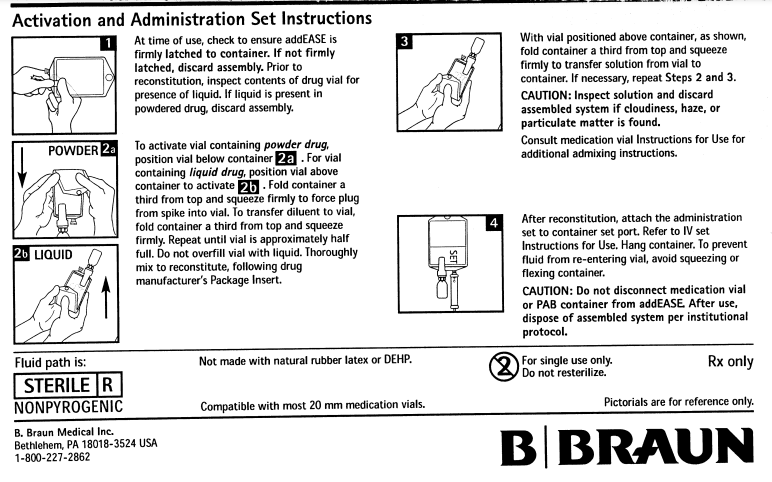 Activation and Administration Set Instructions
1
At time of use, check to ensure addEASE is
firmly latched to container. If not firmly
latched, discard assembly. Prior to
reconstitution, inspect contents of drug vial for
presence of liquid. If liquid is present in
powdered drug, discard assembly.
POWDER 2a
To activate vial containing powder drug,
position vial below container 2a . For vial
containing liquid drug, position vial above
container to activate 2b . Fold container a
third from top and squeeze firmly to force plug
from spike into vial. To transfer diluent to vial,
fold container a third from top and squeeze
firmly. Repeat until vial is approximately half
full. Do not overfill vial with liquid. Thoroughly
mix to reconstitute, following drug
manufacturer's Package Insert.
2b LIQUID
3
With vial positioned above container, as shown,
fold container a third from top and squeeze
firmly to transfer solution from vial to
container. If necessary, repeat Steps 2 and 3.
CAUTION: Inspect solution and discard
assembled system if cloudiness, haze, or
particulate matter is found.
Consult medication vial Instructions for Use for
additional admixing instructions.
4
SET
After reconstitution, attach the administration
set to container set port. Refer to IV set
Instructions for Use. Hang container. To prevent
fluid from re-entering vial, avoid squeezing or
flexing container.
CAUTION: Do not disconnect medication vial
or PAB container from addEASE. After use,
dispose of assembled system per institutional
protocol.
Fluid path is:
STERILE R
NONPYROGENIC
Not made with natural rubber latex or DEHP.
Compatible with most 20 mm medication vials.
2
For single use only.
Do not resterilize.
Rx only
Pictorials are for reference only.
B. Braun Medical Inc.
Bethlehem, PA 18018-3524 USA
1-800-227-2862
B|BRAUN